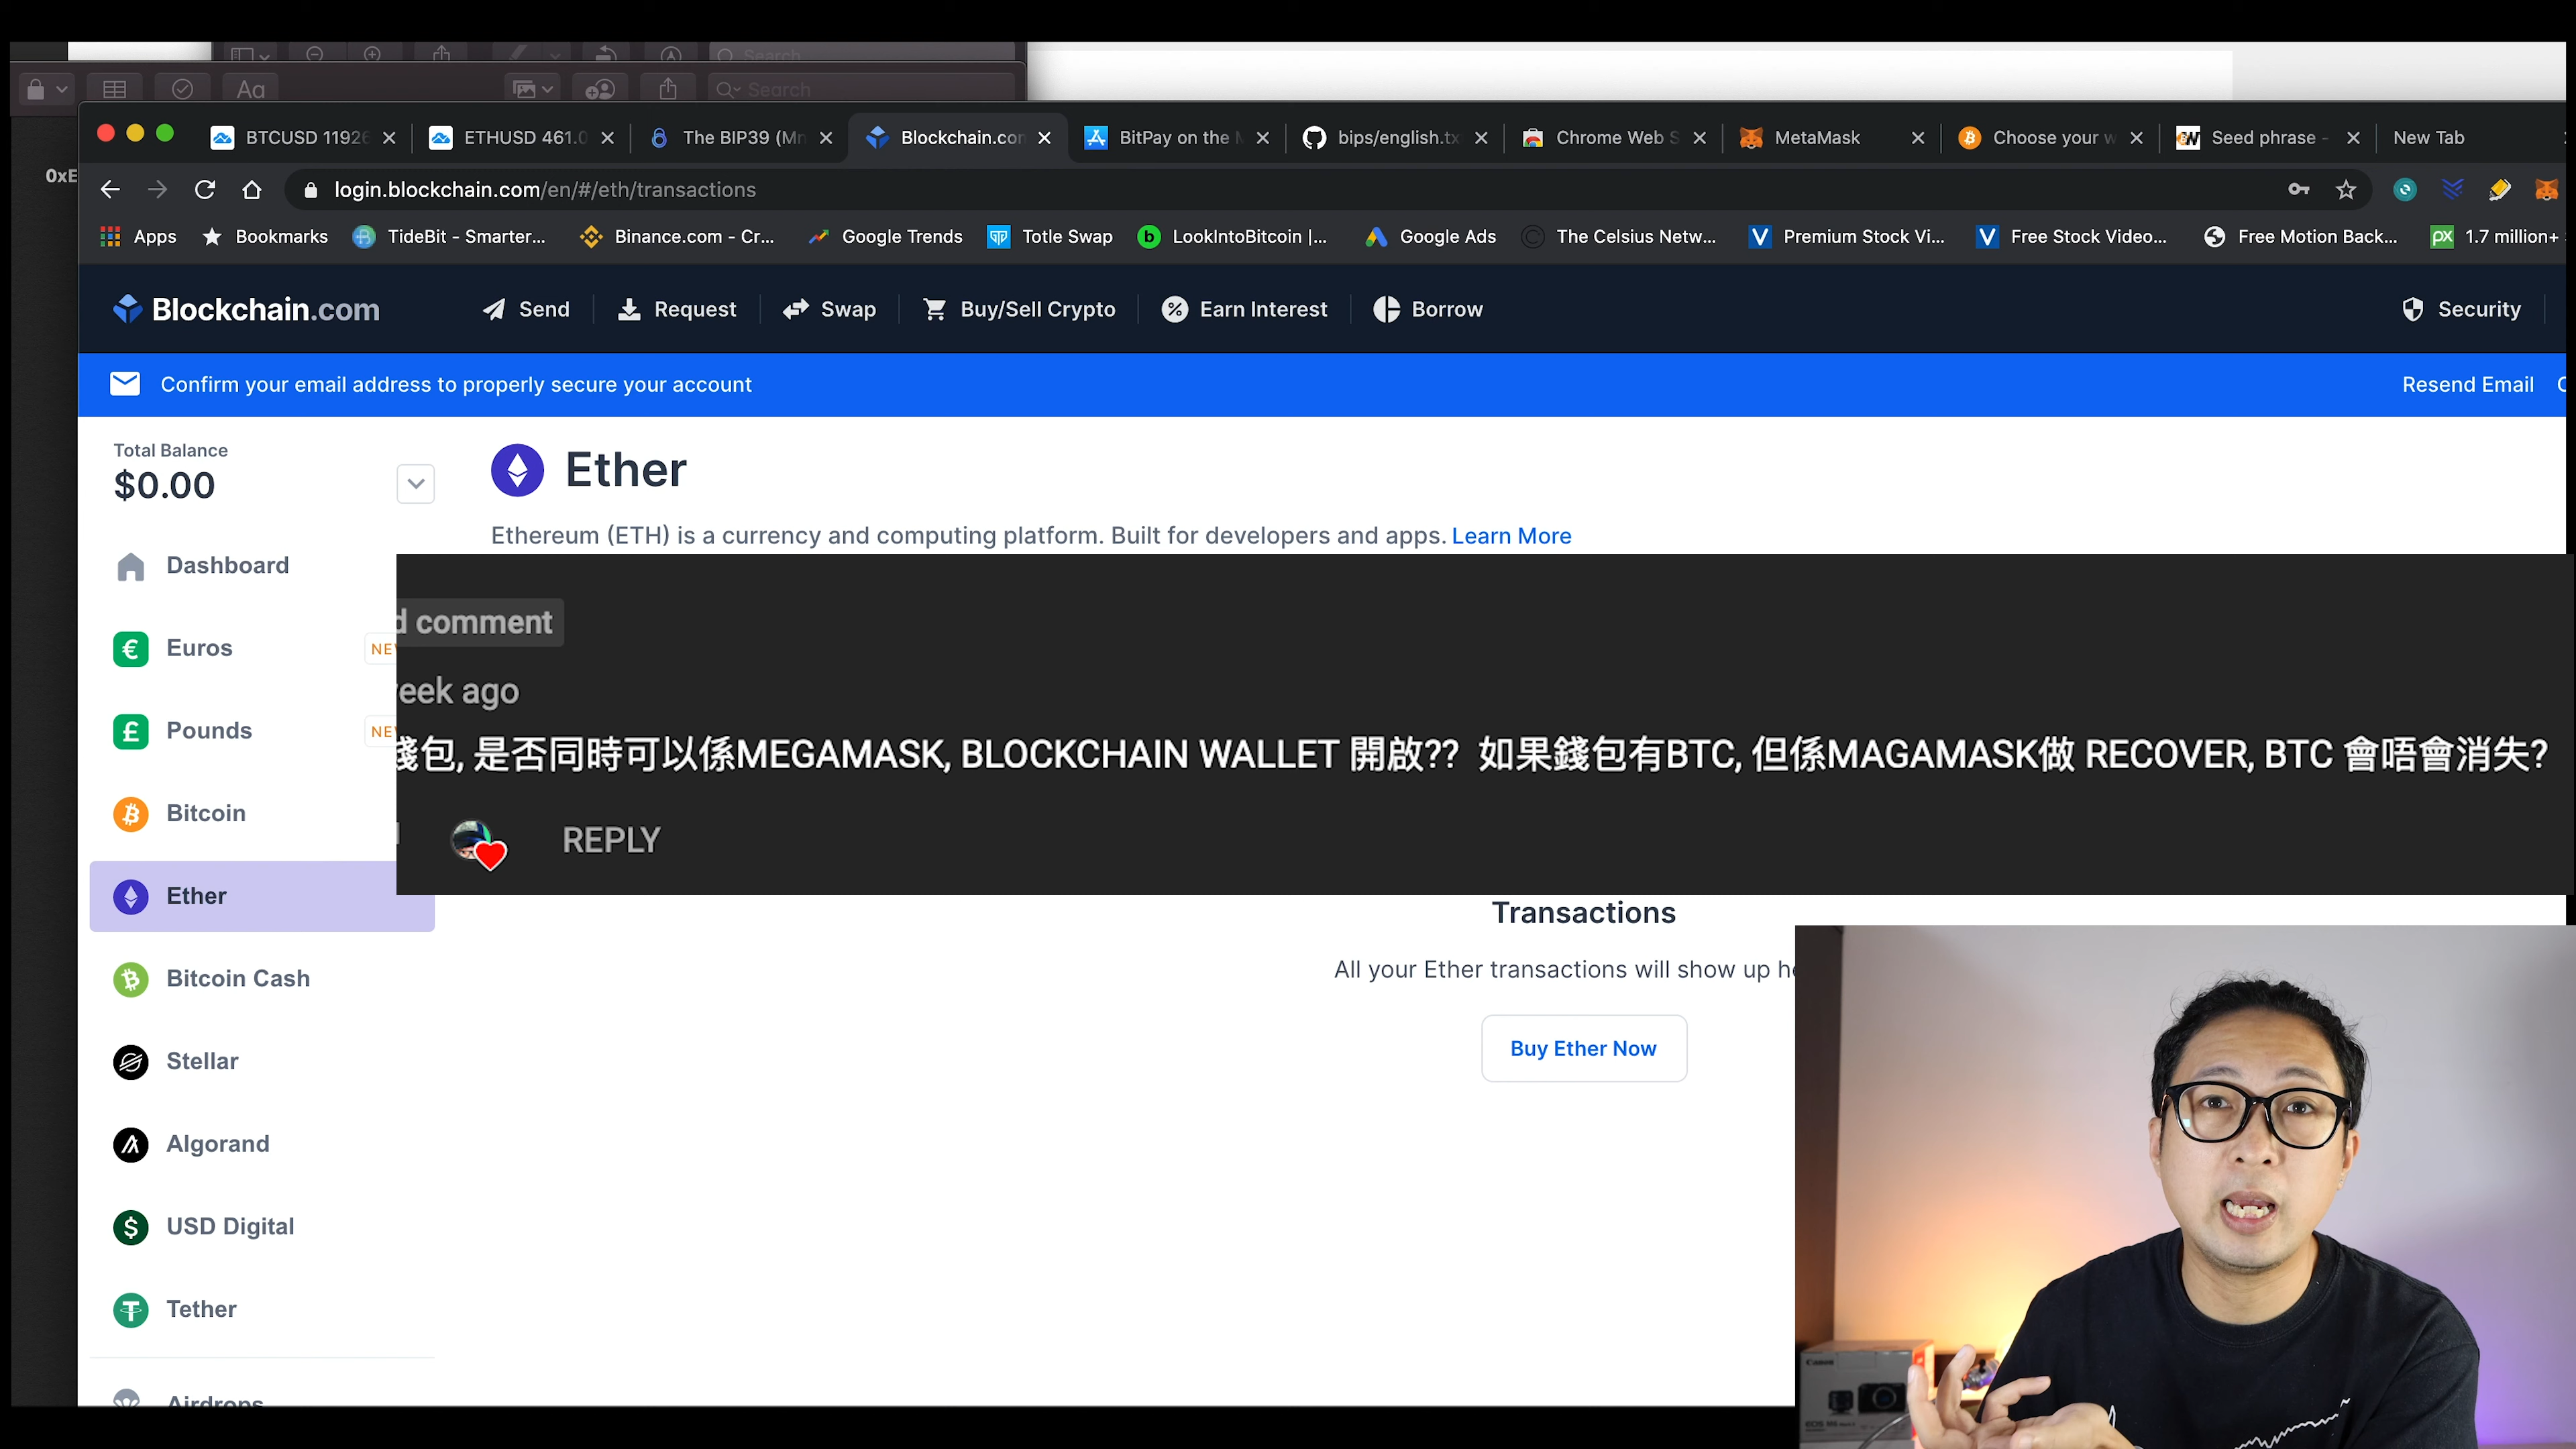 Search
Aa
Search
BTCUSD 11926
ETHUSD 461.0
The BIP39 (Mn
Blockchain.com
BitPay on the M
bips/english.tx
Chrome Web S
MetaMask
Choose your w
Seed phrase -
New Tab
0xE
login.blockchain.com/en/#/eth/transactions
Apps
Bookmarks
TideBit - Smarter...
Binance.com - Cr...
Google Trends
Totle Swap
LookIntoBitcoin |...
Google Ads
The Celsius Netw...
Premium Stock Vi...
Free Stock Video...
Free Motion Back...
1.7 million+
Blockchain.com
Send
Request
Swap
Buy/Sell Crypto
Earn Interest
Borrow
Security
Confirm your email address to properly secure your account
Resend Email
Total Balance
$0.00
Ether
Ethereum (ETH) is a currency and computing platform. Built for developers and apps. Learn More
Dashboard
Euros
NE
Pounds
NE
Bitcoin
Ether
Bitcoin Cash
Stellar
Algorand
USD Digital
Tether
Airdrops
d comment
eek ago
錢包, 是否同時可以係MEGAMASK, BLOCKCHAIN WALLET 開啟?? 如果錢包有BTC, 但係MAGAMASK做 RECOVER, BTC 會唔會消失?
REPLY
Transactions
All your Ether transactions will show up he
Buy Ether Now
Canon